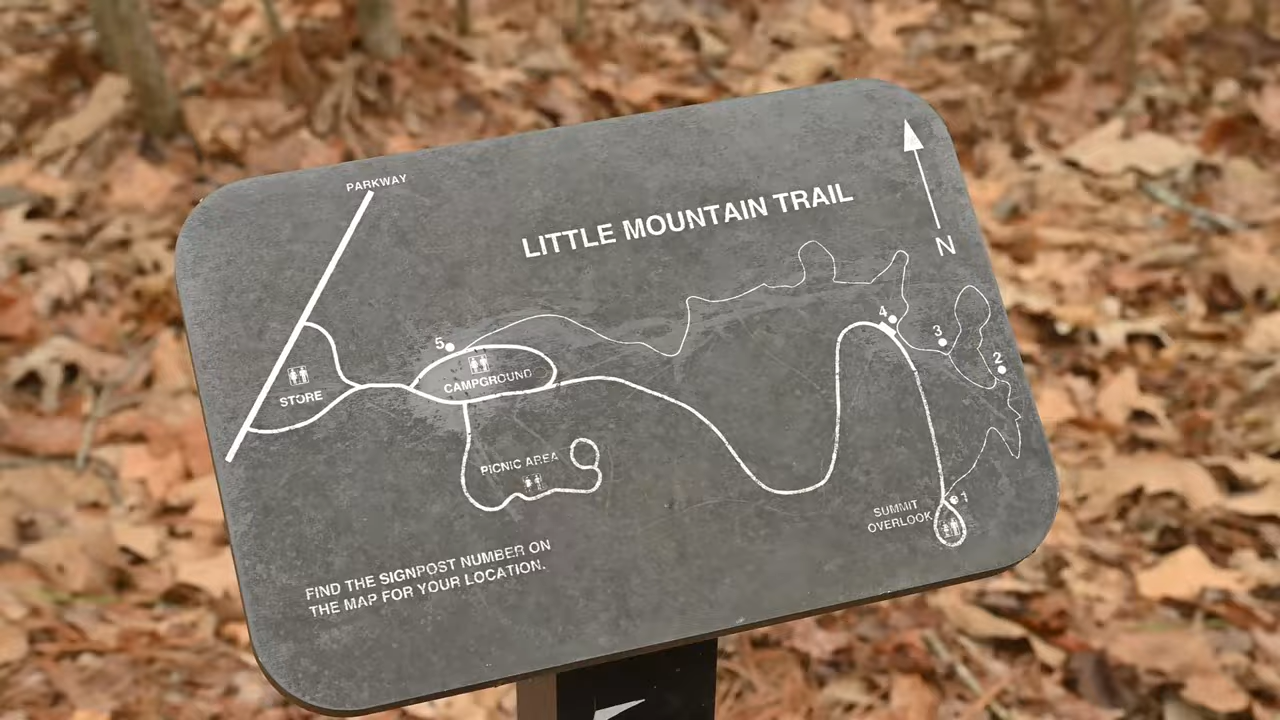 PARKWAY
LITTLE MOUNTAIN TRAIL
N
5
4
3
2
CAMPGROUND
STORE
PICNIC AREA
1
SUMMIT
OVERLOOK
FIND THE SIGNPOST NUMBER ON
THE MAP FOR YOUR LOCATION.